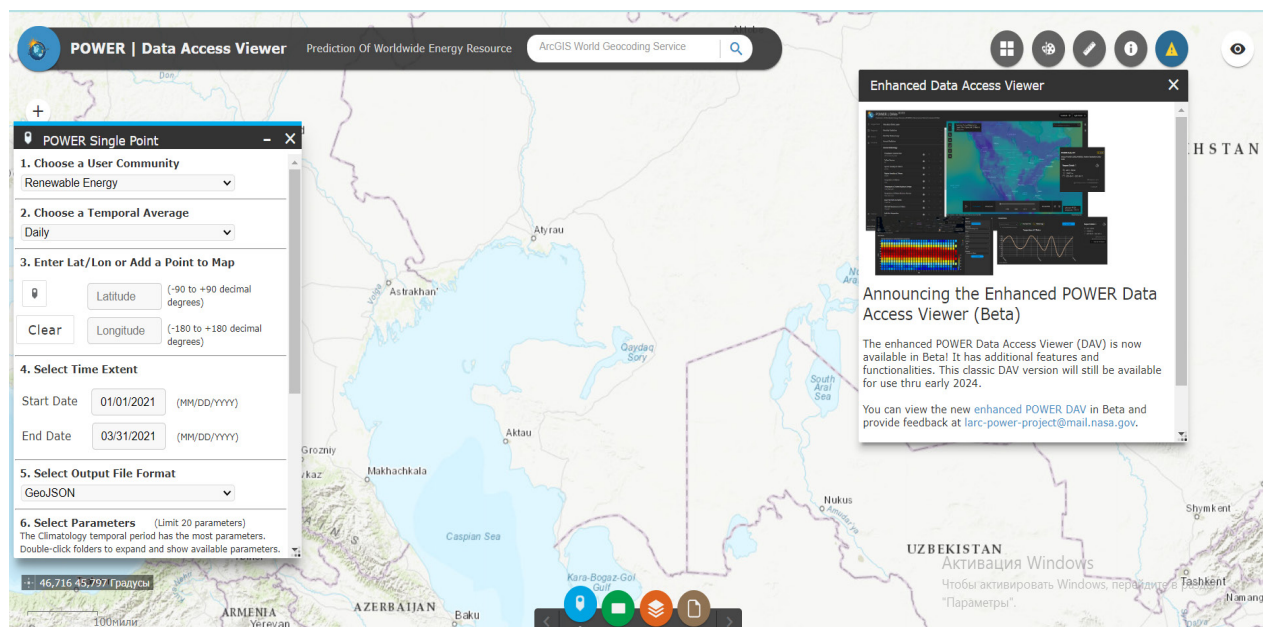 POWER | Data Access Viewer
Prediction Of Worldwide Energy Resource
ArcGIS World Geocoding Service
+
POWER Single Point
1. Choose a User Community
Renewable Energy
2. Choose a Temporal Average
Daily
3. Enter Lat/Lon or Add a Point to Map
Latitude
(-90 to +90 decimal
degrees)
Clear
Longitude
(-180 to +180 decimal
degrees)
4. Select Time Extent
Start Date
01/01/2021
(MM/DD/YYYY)
End Date
03/31/2021
(MM/DD/YYYY)
5. Select Output File Format
GeoJSON
6. Select Parameters
(Limit 20 parameters)
The Climatology temporal period has the most parameters.
Double-click folders to expand and show available parameters.
46,716 45,797 Градусы
100мили
Don
Atyrau
Volga
Astrakhan'
Qaydaq
Sory
South
Aral
Sea
Aktau
Grozniy
Makhachkala
Caspian Sea
Nukus
Amudar'ya
Kara-Bogaz-Gol
Gulf
UZBEKISTAN
Shymkent
Tashkent
Namang
ARMENIA
Yerevan
AZERBAIJAN
Baku
HSTAN
Enhanced Data Access Viewer
Announcing the Enhanced POWER Data
Access Viewer (Beta)
The enhanced POWER Data Access Viewer (DAV) is now
available in Beta! It has additional features and
functionalities. This classic DAV version will still be available
for use thru early 2024.
You can view the new enhanced POWER DAV in Beta and
provide feedback at larc-power-project@mail.nasa.gov.
Активация Windows
Чтобы активировать Windows, перейдите в раздел
"Параметры".